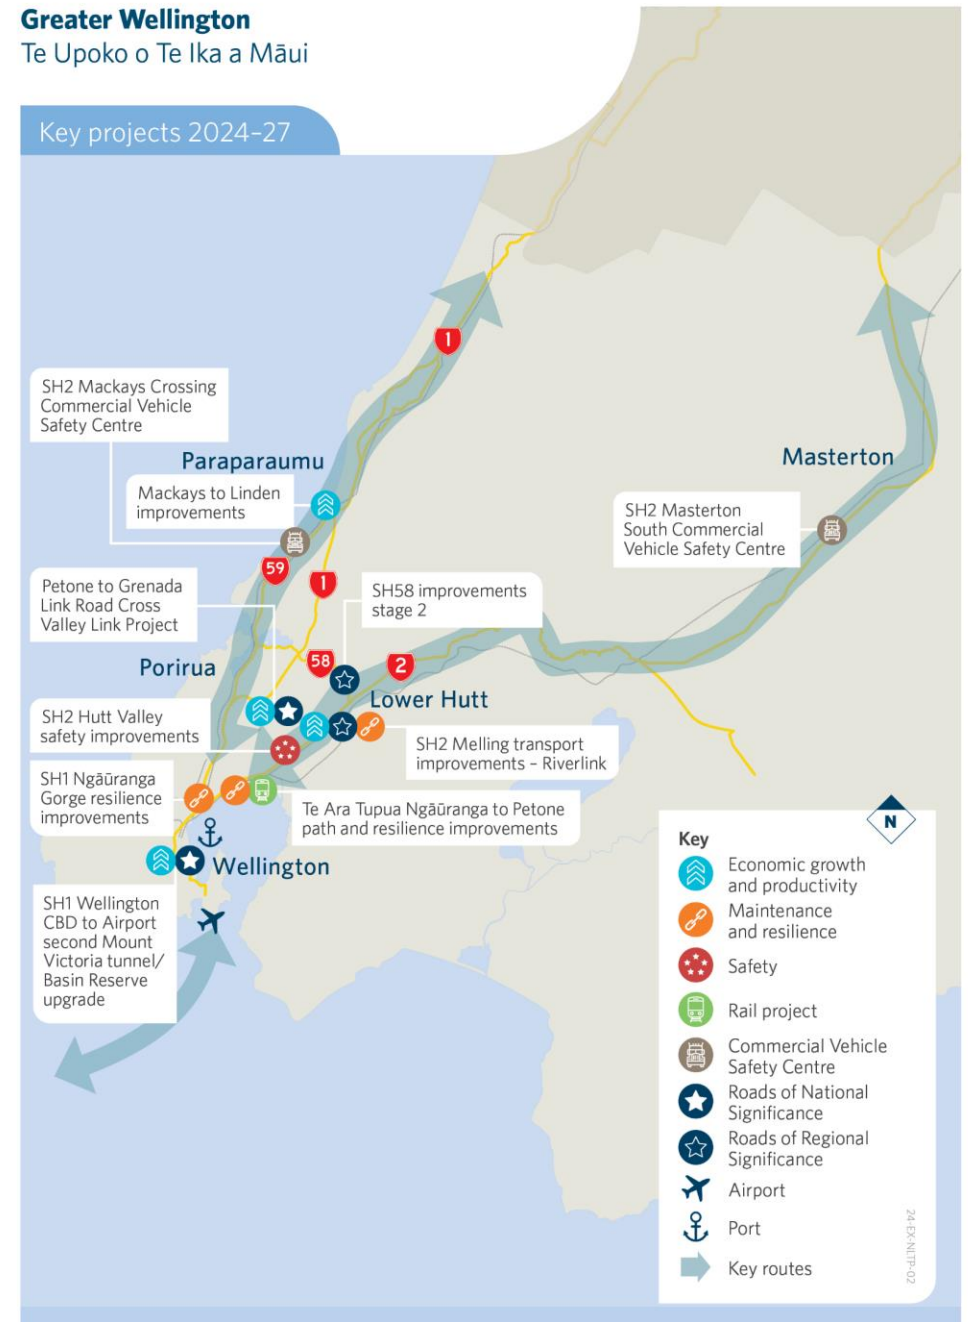 Greater Wellington
Te Upoko o Te Ika a Māui
Key projects 2024–27
1
SH2 Mackays Crossing
Commercial Vehicle
Safety Centre
Paraparaumu
Masterton
Mackays to Linden
improvements
SH2 Masterton
South Commercial
Vehicle Safety Centre
59
1
Petone to Grenada
Link Road Cross
Valley Link Project
SH58 improvements
stage 2
58
2
Porirua
Lower Hutt
SH2 Hutt Valley
safety improvements
SH2 Melling transport
improvements – Riverlink
SH1 Ngāūranga
Gorge resilience
improvements
Te Ara Tupua Ngāūranga to Petone
path and resilience improvements
Wellington
SH1 Wellington
CBD to Airport
second Mount
Victoria tunnel/
Basin Reserve
upgrade
N
Key
Economic growth
and productivity
Maintenance
and resilience
Safety
Rail project
Commercial Vehicle
Safety Centre
Roads of National
Significance
Roads of Regional
Significance
Airport
Port
Key routes
24-EX-NLTP-02